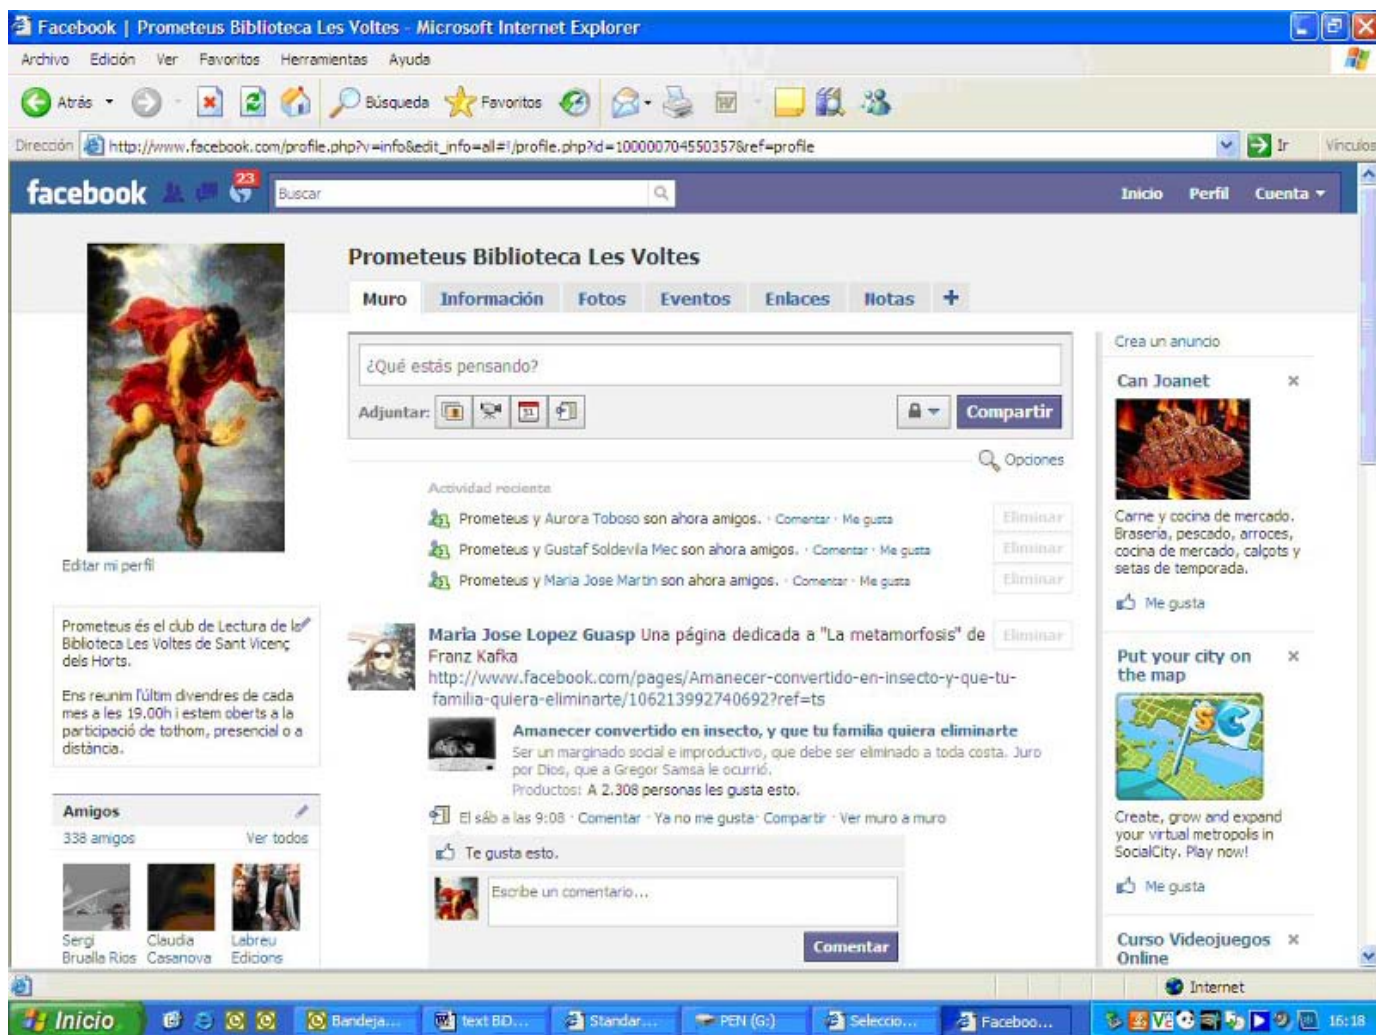 Facebook | Prometeus Biblioteca Les Voltes - Microsoft Internet Explorer
Archivo Edición Ver Favoritos Herramientas Ayuda
Atrás Búsqueda Favoritos
Dirección http://www.facebook.com/profile.php?v=info&edit_info=all#!/profile.php?id=100000704550357&ref=profile Ir Vínculos
facebook 23 Buscar Inicio Perfil Cuenta
Prometeus Biblioteca Les Voltes
Muro Información Fotos Eventos Enlaces Notas +
¿Qué estás pensando?
Adjuntar: 31 Compartir
Opciones
Actividad reciente
Prometeus y Aurora Toboso son ahora amigos. · Comentar · Me gusta Eliminar
Prometeus y Gustaf Soldevila Mec son ahora amigos. · Comentar · Me gusta Eliminar
Prometeus y Maria Jose Martin son ahora amigos. · Comentar · Me gusta Eliminar
Maria Jose Lopez Guasp Una página dedicada a "La metamorfosis" de Eliminar
Franz Kafka
http://www.facebook.com/pages/Amanecer-convertido-en-insecto-y-que-tu-
familia-quiera-eliminarte/106213992740692?ref=ts
Amanecer convertido en insecto, y que tu familia quiera eliminarte
Ser un marginado social e improductivo, que debe ser eliminado a toda costa. Juro
por Dios, que a Gregor Samsa le ocurrió.
Productos: A 2.308 personas les gusta esto.
El sáb a las 9:08 · Comentar · Ya no me gusta · Compartir · Ver muro a muro
Te gusta esto.
Escribe un comentario...
Comentar
Editar mi perfil
Prometeus és el club de Lectura de la
Biblioteca Les Voltes de Sant Vicenç
dels Horts.
Ens reunim l'últim divendres de cada
mes a les 19.00h i estem oberts a la
participació de tothom, presencial o a
distància.
Amigos
338 amigos Ver todos
Sergi Brualla Rios
Claudia Casanova
Labreu Edicions
Crea un anuncio
Can Joanet
Carne y cocina de mercado.
Brasería, pescado, arroces,
cocina de mercado, calçots y
setas de temporada.
Me gusta
Put your city on
the map
SC
Create, grow and expand
your virtual metropolis in
SocialCity. Play now!
Me gusta
Curso Videojuegos
Online
Internet
Inicio Bandeja... text BD... Standar... PEN (G:) Seleccio... Faceboo... 16:18